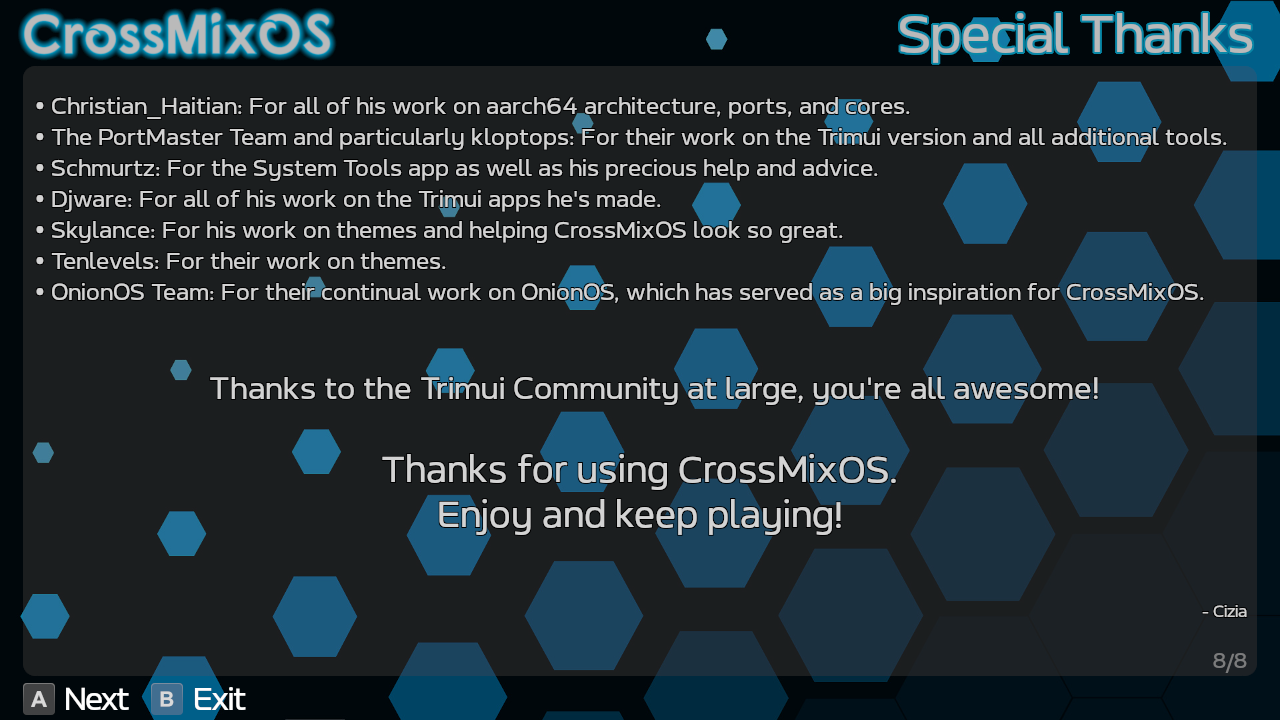 CrossMixOS
Special Thanks
• Christian_Haitian: For all of his work on aarch64 architecture, ports, and cores.
• The PortMaster Team and particularly kloptops: For their work on the Trimui version and all additional tools.
• Schmurtz: For the System Tools app as well as his precious help and advice.
• Djware: For all of his work on the Trimui apps he's made.
• Skylance: For his work on themes and helping CrossMixOS look so great.
• Tenlevels: For their work on themes.
• OnionOS Team: For their continual work on OnionOS, which has served as a big inspiration for CrossMixOS.
Thanks to the Trimui Community at large, you're all awesome!
Thanks for using CrossMixOS.
Enjoy and keep playing!
- Cizia
8/8
A Next B Exit